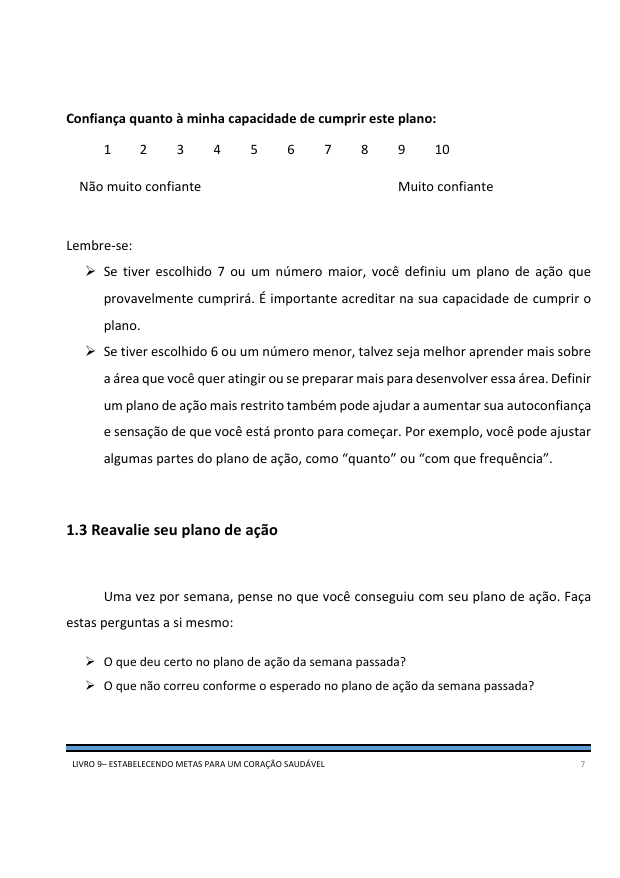 Confiança quanto à minha capacidade de cumprir este plano:
1 2 3 4 5 6 7 8 9 10
Não muito confiante Muito confiante
Lembre-se:
➢ Se tiver escolhido 7 ou um número maior, você definiu um plano de ação que
provavelmente cumprirá. É importante acreditar na sua capacidade de cumprir o
plano.
➢ Se tiver escolhido 6 ou um número menor, talvez seja melhor aprender mais sobre
a área que você quer atingir ou se preparar mais para desenvolver essa área. Definir
um plano de ação mais restrito também pode ajudar a aumentar sua autoconfiança
e sensação de que você está pronto para começar. Por exemplo, você pode ajustar
algumas partes do plano de ação, como “quanto” ou “com que frequência”.
1.3 Reavalie seu plano de ação
Uma vez por semana, pense no que você conseguiu com seu plano de ação. Faça
estas perguntas a si mesmo:
➢ O que deu certo no plano de ação da semana passada?
➢ O que não correu conforme o esperado no plano de ação da semana passada?
LIVRO 9– ESTABELECENDO METAS PARA UM CORAÇÃO SAUDÁVEL 7